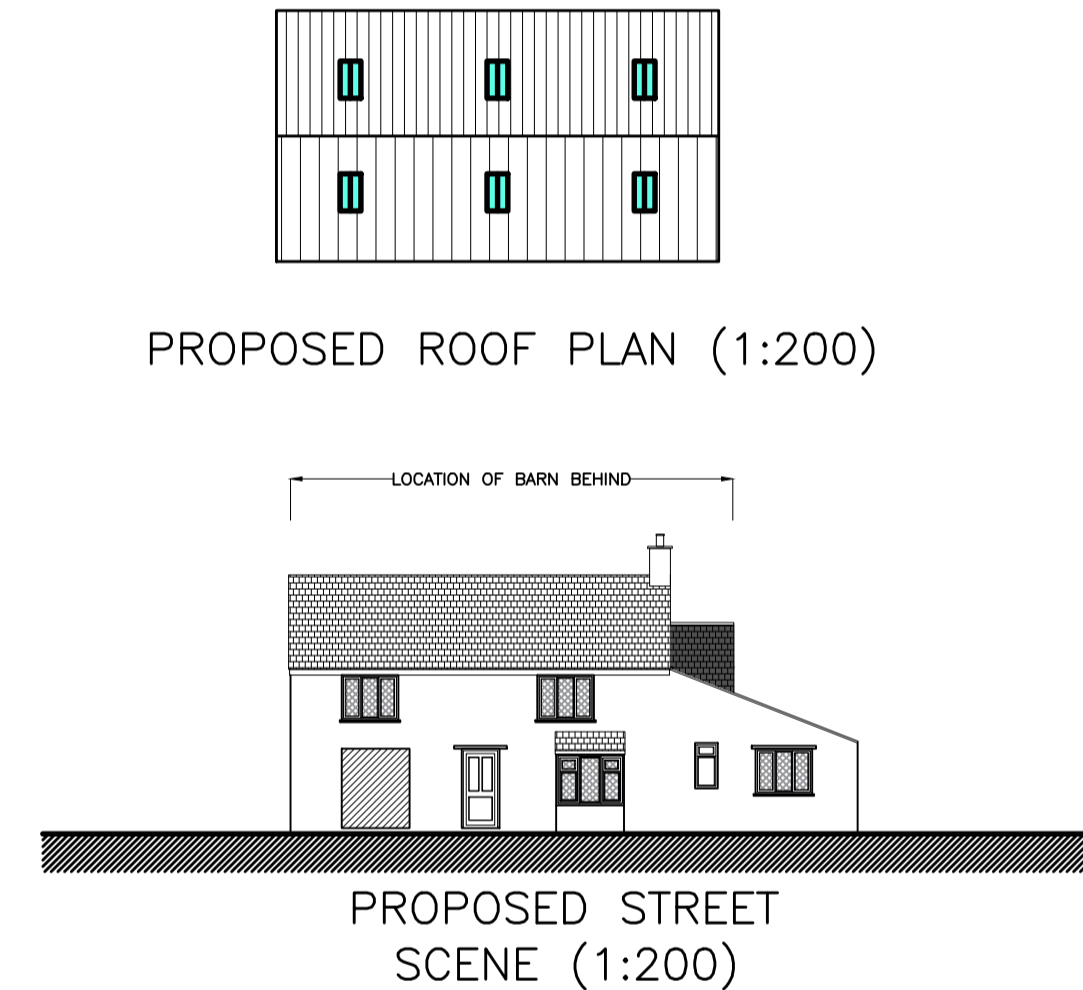 PROPOSED ROOF PLAN (1:200)
LOCATION OF BARN BEHIND
PROPOSED STREET
SCENE (1:200)